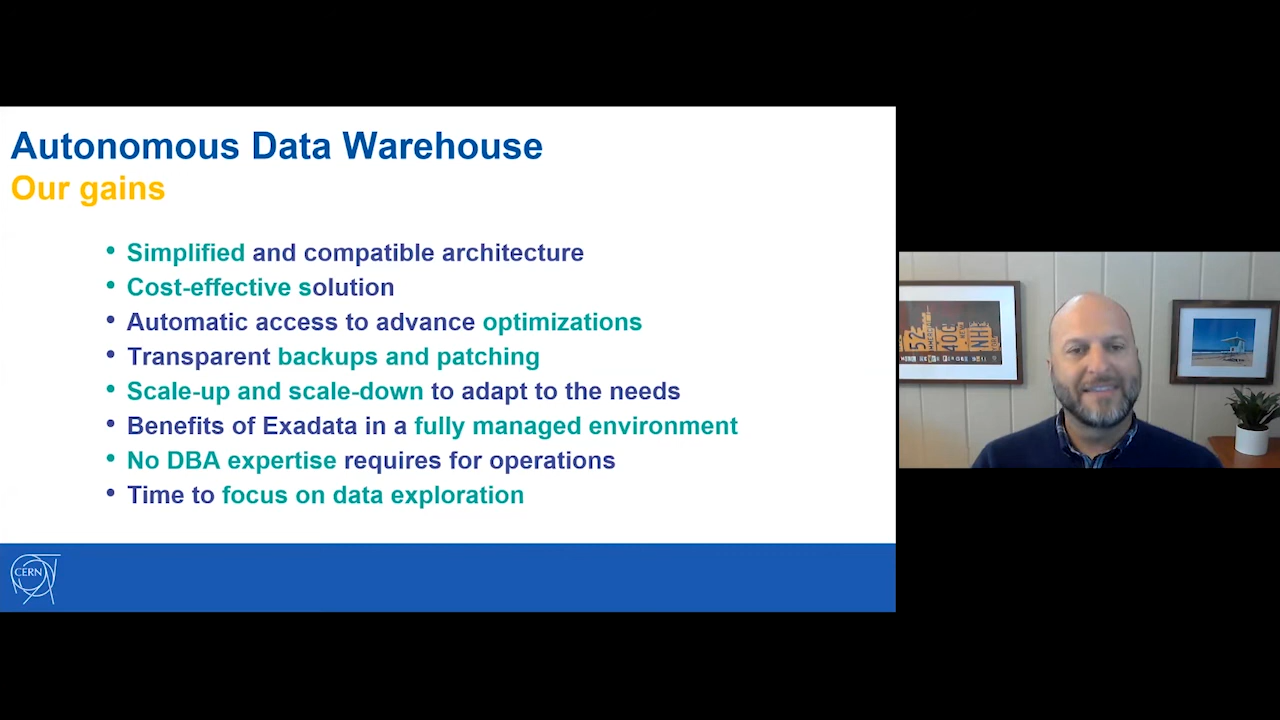 Autonomous Data Warehouse
Our gains
• Simplified and compatible architecture
• Cost-effective solution
• Automatic access to advance optimizations
• Transparent backups and patching
• Scale-up and scale-down to adapt to the needs
• Benefits of Exadata in a fully managed environment
• No DBA expertise requires for operations
• Time to focus on data exploration
CERN